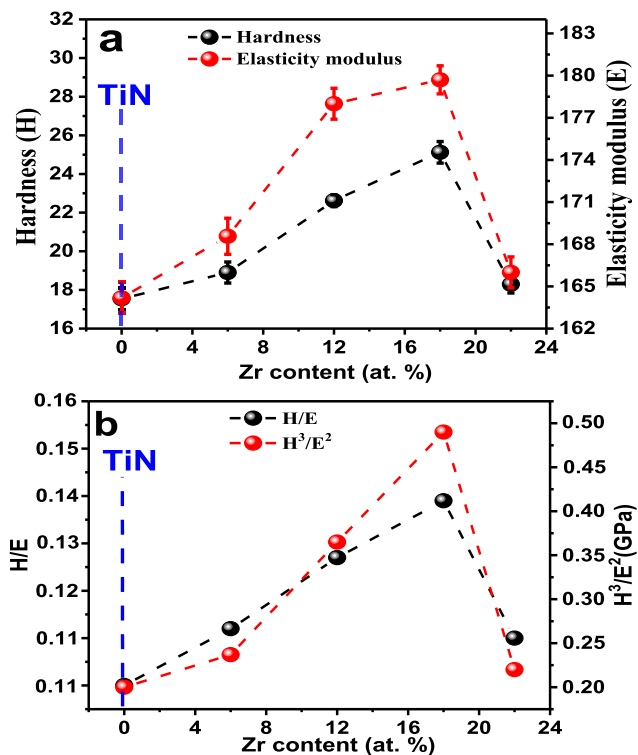 a
Hardness
Elasticity modulus
TiN
Hardness (H)
32
30
28
26
24
22
20
18
16
183
180
177
174
171
168
165
162
Elasticity modulus (E)
0 4 8 12 16 20 24
Zr content (at. %)
b
H/E
H³/E²
TiN
H/E
0.16
0.155
0.14
0.13
0.12
0.11
0.11
0.50
0.45
0.40
0.35
0.30
0.25
0.20
H³/E²(GPa)
0 4 8 12 16 20 24
Zr content (at. %)